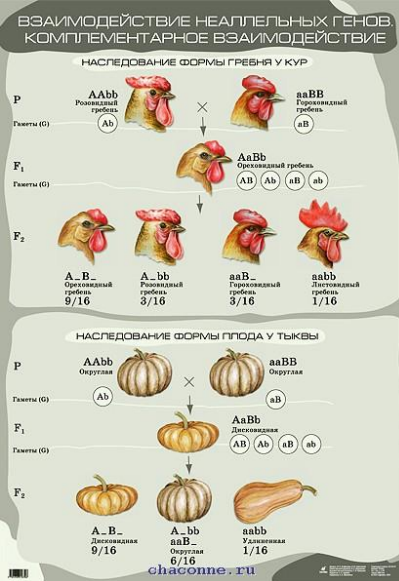 ВЗАИМОДЕЙСТВИЕ НЕАЛЛЕЛЬНЫХ ГЕНОВ.
КОМПЛЕМЕНТАРНОЕ ВЗАИМОДЕЙСТВИЕ
НАСЛЕДОВАНИЕ ФОРМЫ ГРЕБНЯ У КУР
P
AAbb
Розовидный
гребень
×
aaBB
Гороховидный
гребень
Гаметы (G)
Ab
aB
F1
AaBb
Ореховидный гребень
Гаметы (G)
AB Ab aB ab
F2
A_B_ A_bb aaB_ aabb
Ореховидный Розовидный Гороховидный Листовидный
гребень гребень гребень гребень
9/16 3/16 3/16 1/16
НАСЛЕДОВАНИЕ ФОРМЫ ПЛОДА У ТЫКВЫ
P
AAbb
Округлая
×
aaBB
Округлая
Гаметы (G)
Ab
aB
F1
AaBb
Дисковидная
Гаметы (G)
AB Ab aB ab
F2
A_B_
Дисковидная
9/16
A_bb
aaB_
Округлая
6/16
aabb
Удлиненная
1/16
chaconne.ru